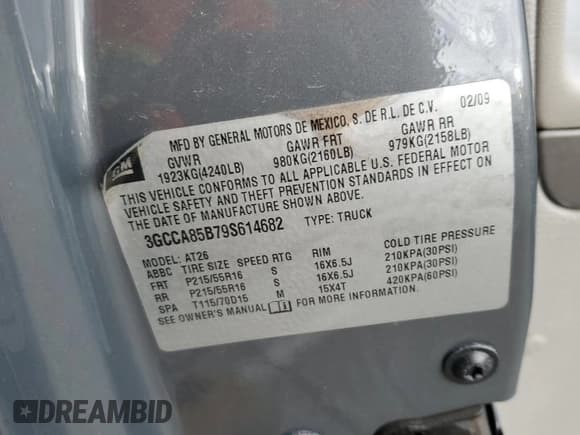 MFD BY GENERAL MOTORS DE MEXICO, S. DE R.L. DE C.V. 02/09
GVWR GAWR FRT GAWR RR
1923KG(4240LB) 980KG(2160LB) 979KG(2158LB)
GM
THIS VEHICLE CONFORMS TO ALL APPLICABLE U.S. FEDERAL MOTOR
VEHICLE SAFETY AND THEFT PREVENTION STANDARDS IN EFFECT ON
THE DATE OF MANUFACTURE SHOWN ABOVE.
3GCCA85B79S614682 TYPE: TRUCK
MODEL: AT26
ABBC TIRE SIZE SPEED RTG RIM COLD TIRE PRESSURE
FRT P215/55R16 S 16X6.5J 210KPA(30PSI)
RR P215/55R16 S 16X6.5J 210KPA(30PSI)
SPA T115/70D15 M 15X4T 420KPA(60PSI)
SEE OWNER'S MANUAL FOR MORE INFORMATION.
DREAMBID